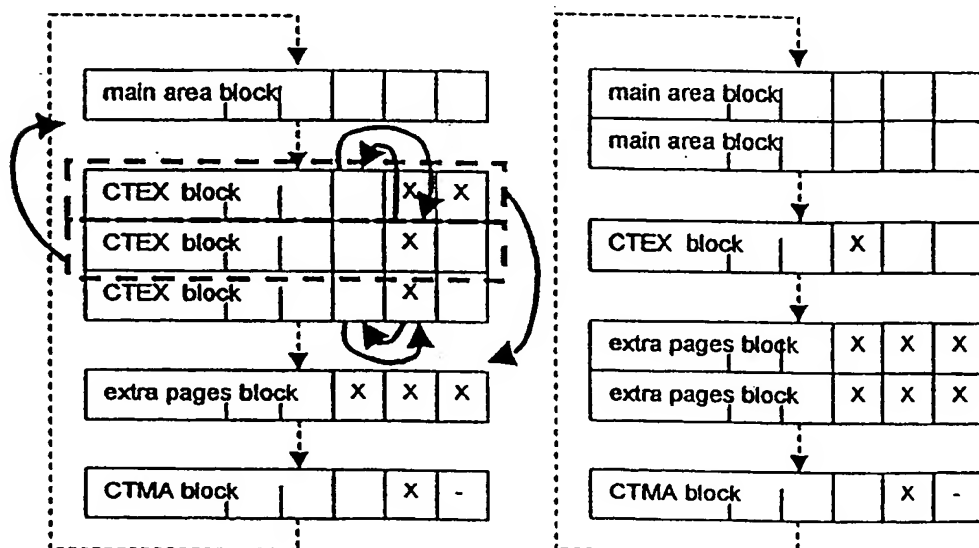 main area block
CTEX block X X
CTEX block X
CTEX block X
extra pages block X X X
CTMA block X -
main area block
main area block
CTEX block X
extra pages block X X X
extra pages block X X X
CTMA block X -